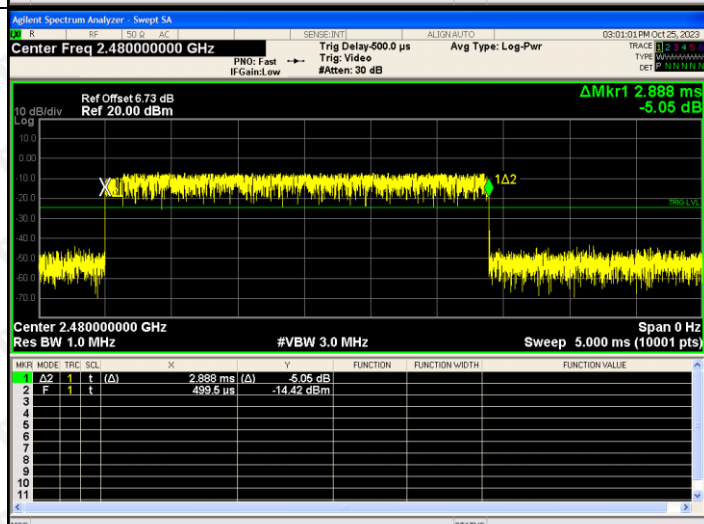 Agilent Spectrum Analyzer - Swept SA
R RF 50 Ω AC SENSE:INT ALIGN AUTO 03:01:01 PM Oct 25, 2023
Center Freq 2.480000000 GHz
PNO: Fast
IFGain:Low
Trig Delay-500.0 µs
Trig: Video
#Atten: 30 dB
Avg Type: Log-Pwr
TRACE 1 2 3 4 5 6
TYPE W
DET P N N N N N
ΔMkr1 2.888 ms
-5.05 dB
Ref Offset 6.73 dB
10 dB/div Ref 20.00 dBm
Log
10.0
0.00
-10.0
-20.0
-30.0
-40.0
-50.0
-60.0
-70.0
1Δ2
TRIG LVL
Center 2.480000000 GHz Span 0 Hz
Res BW 1.0 MHz #VBW 3.0 MHz Sweep 5.000 ms (10001 pts)
MKR MODE TRC SCL X Y FUNCTION FUNCTION WIDTH FUNCTION VALUE
1 Δ2 1 t (Δ) 2.888 ms (Δ) -5.05 dB
2 F 1 t 499.5 µs -14.42 dBm
3
4
5
6
7
8
9
10
11